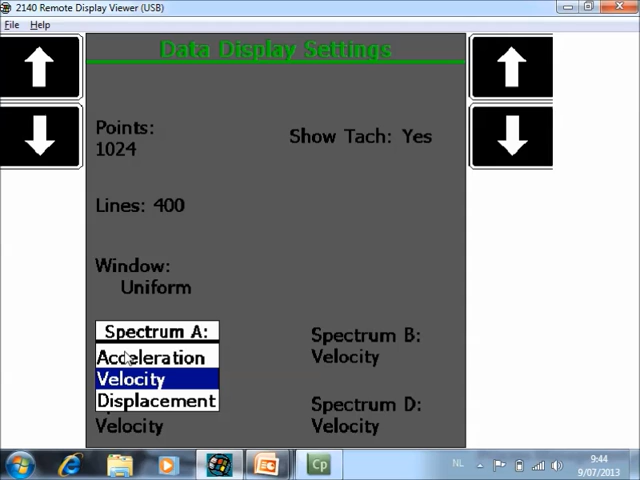 2140 Remote Display Viewer (USB)
File Help
Data Display Settings
Points:
1024
Show Tach: Yes
Lines: 400
Window:
Uniform
Spectrum A:
Acceleration
Velocity
Displacement
Spectrum B:
Velocity
Velocity
Spectrum D:
Velocity
Cp
NL
9:44
9/07/2013